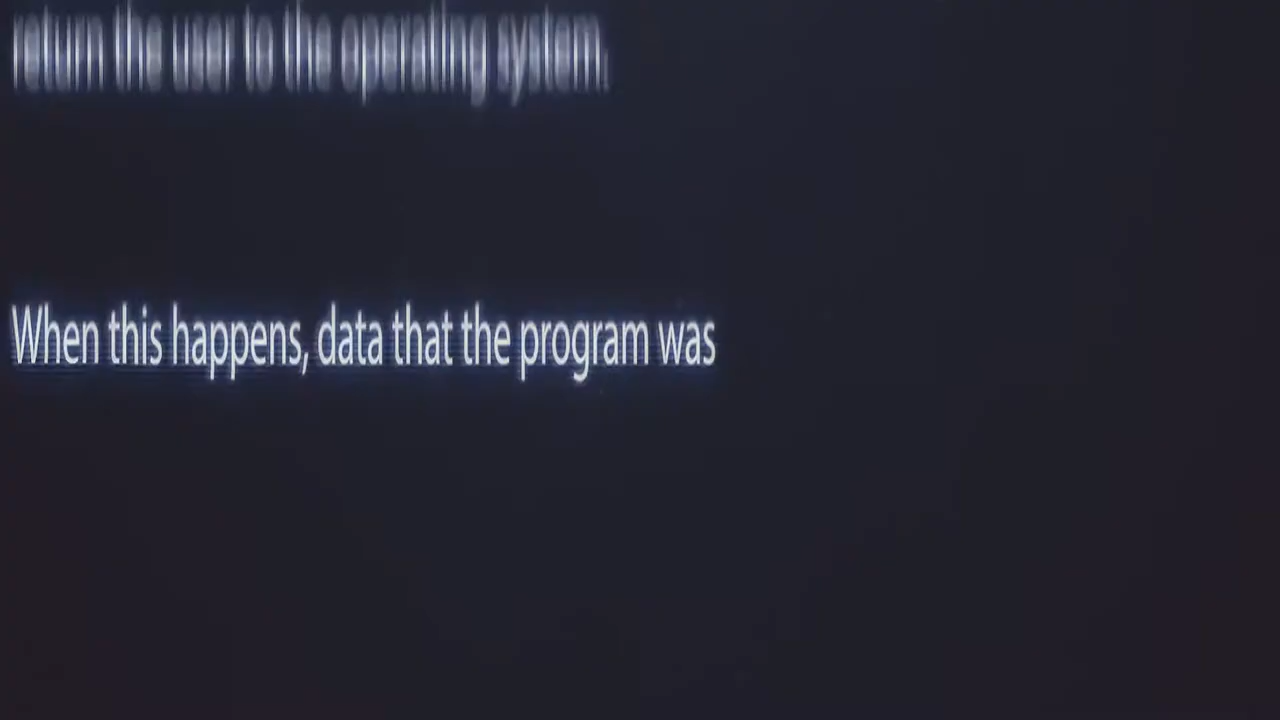 return the user to the operating system.
When this happens, data that the program was